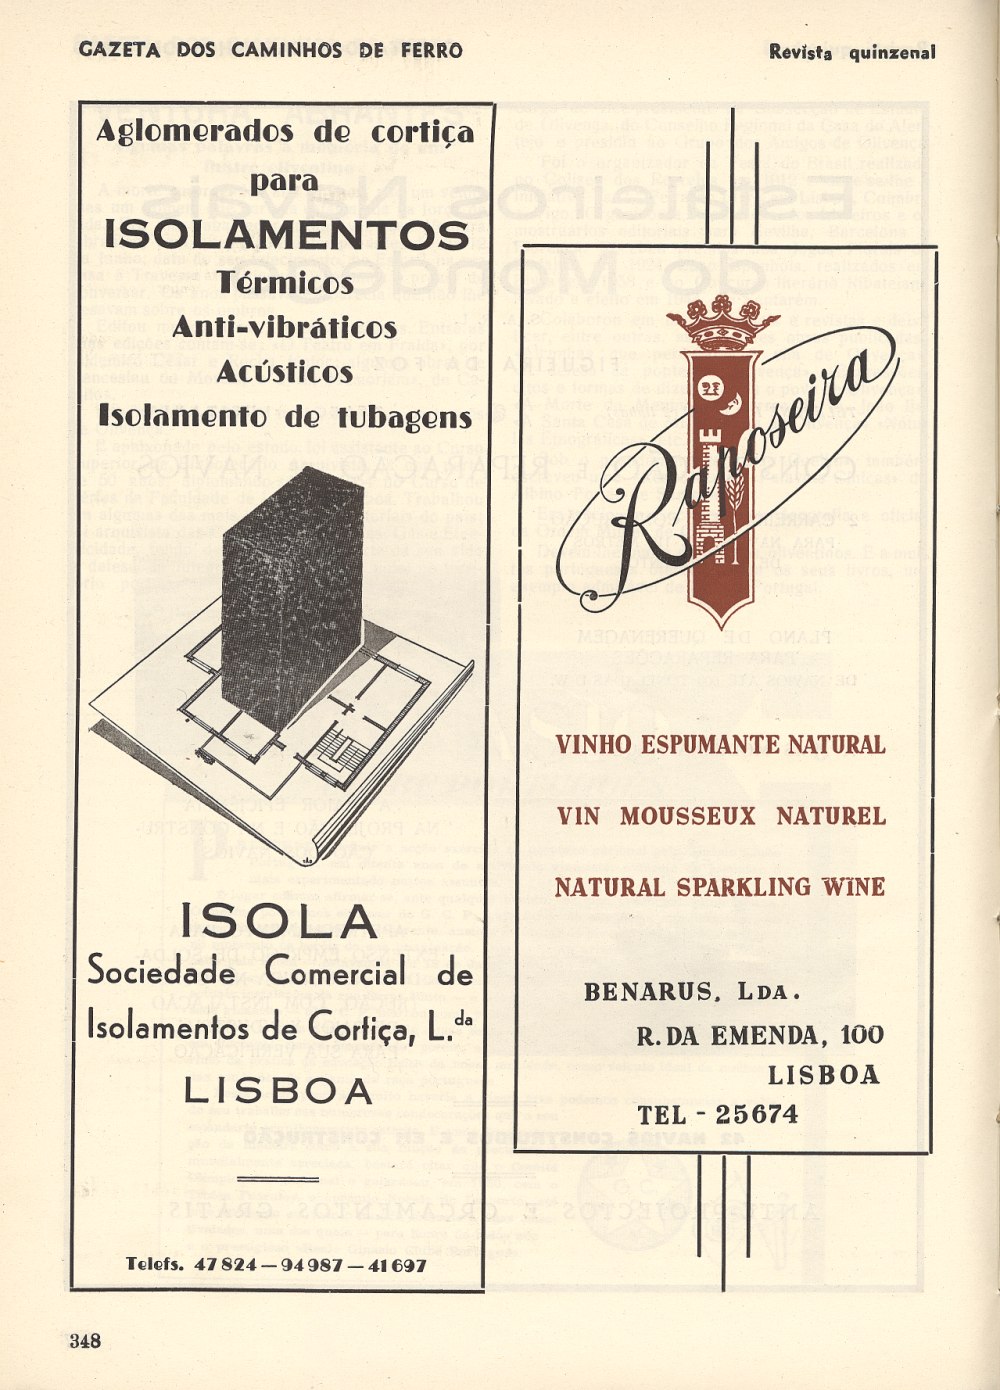 GAZETA DOS CAMINHOS DE FERRO
Revista quinzenal
Aglomerados de cortiça
para
ISOLAMENTOS
Térmicos
Anti-vibráticos
Acústicos
Isolamento de tubagens
ISOLA
Sociedade Comercial de
Isolamentos de Cortiça, L.da
LISBOA
Telefs. 47824 — 94987 — 41697
Raposeira
VINHO ESPUMANTE NATURAL
VIN MOUSSEUX NATUREL
NATURAL SPARKLING WINE
BENARUS, LDA.
R. DA EMENDA, 100
LISBOA
TEL - 25674
348